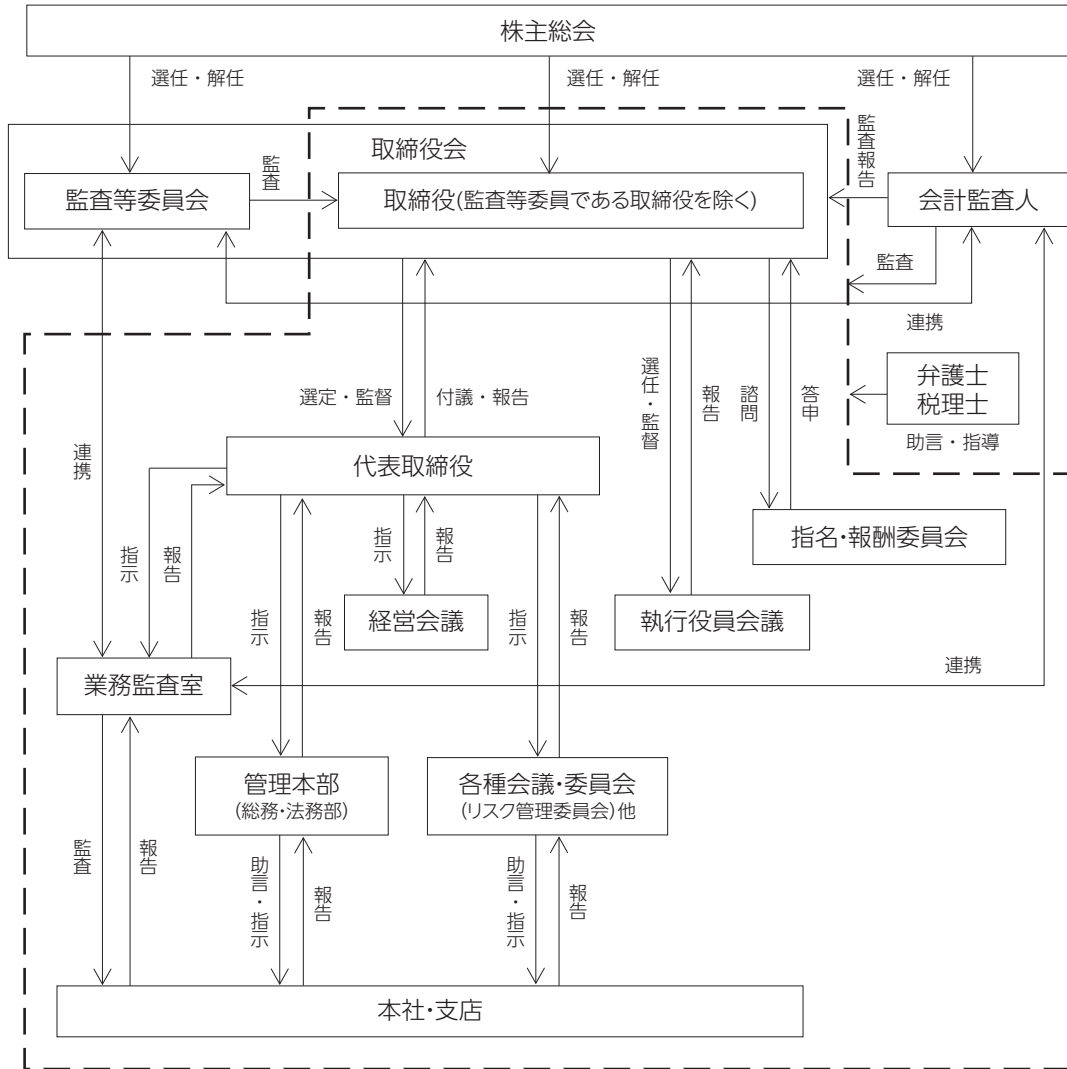 株主総会
選任・解任
選任・解任
選任・解任
取締役会
監査報告
監査等委員会
監査
取締役(監査等委員である取締役を除く)
会計監査人
監査
連携
弁護士
税理士
助言・指導
選定・監督
付議・報告
選任・監督
報告
諮問
答申
連携
代表取締役
指示
報告
指示
報告
指示
報告
指示
報告
指名・報酬委員会
経営会議
執行役員会議
業務監査室
連携
管理本部
(総務・法務部)
各種会議・委員会
(リスク管理委員会)他
監査
報告
助言・指示
報告
助言・指示
報告
本社・支店